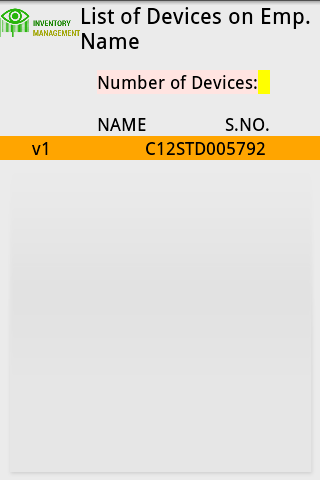 INVENTORY
MANAGEMENT
List of Devices on Emp.
Name
Number of Devices:
NAME S.NO.
v1 C12STD005792